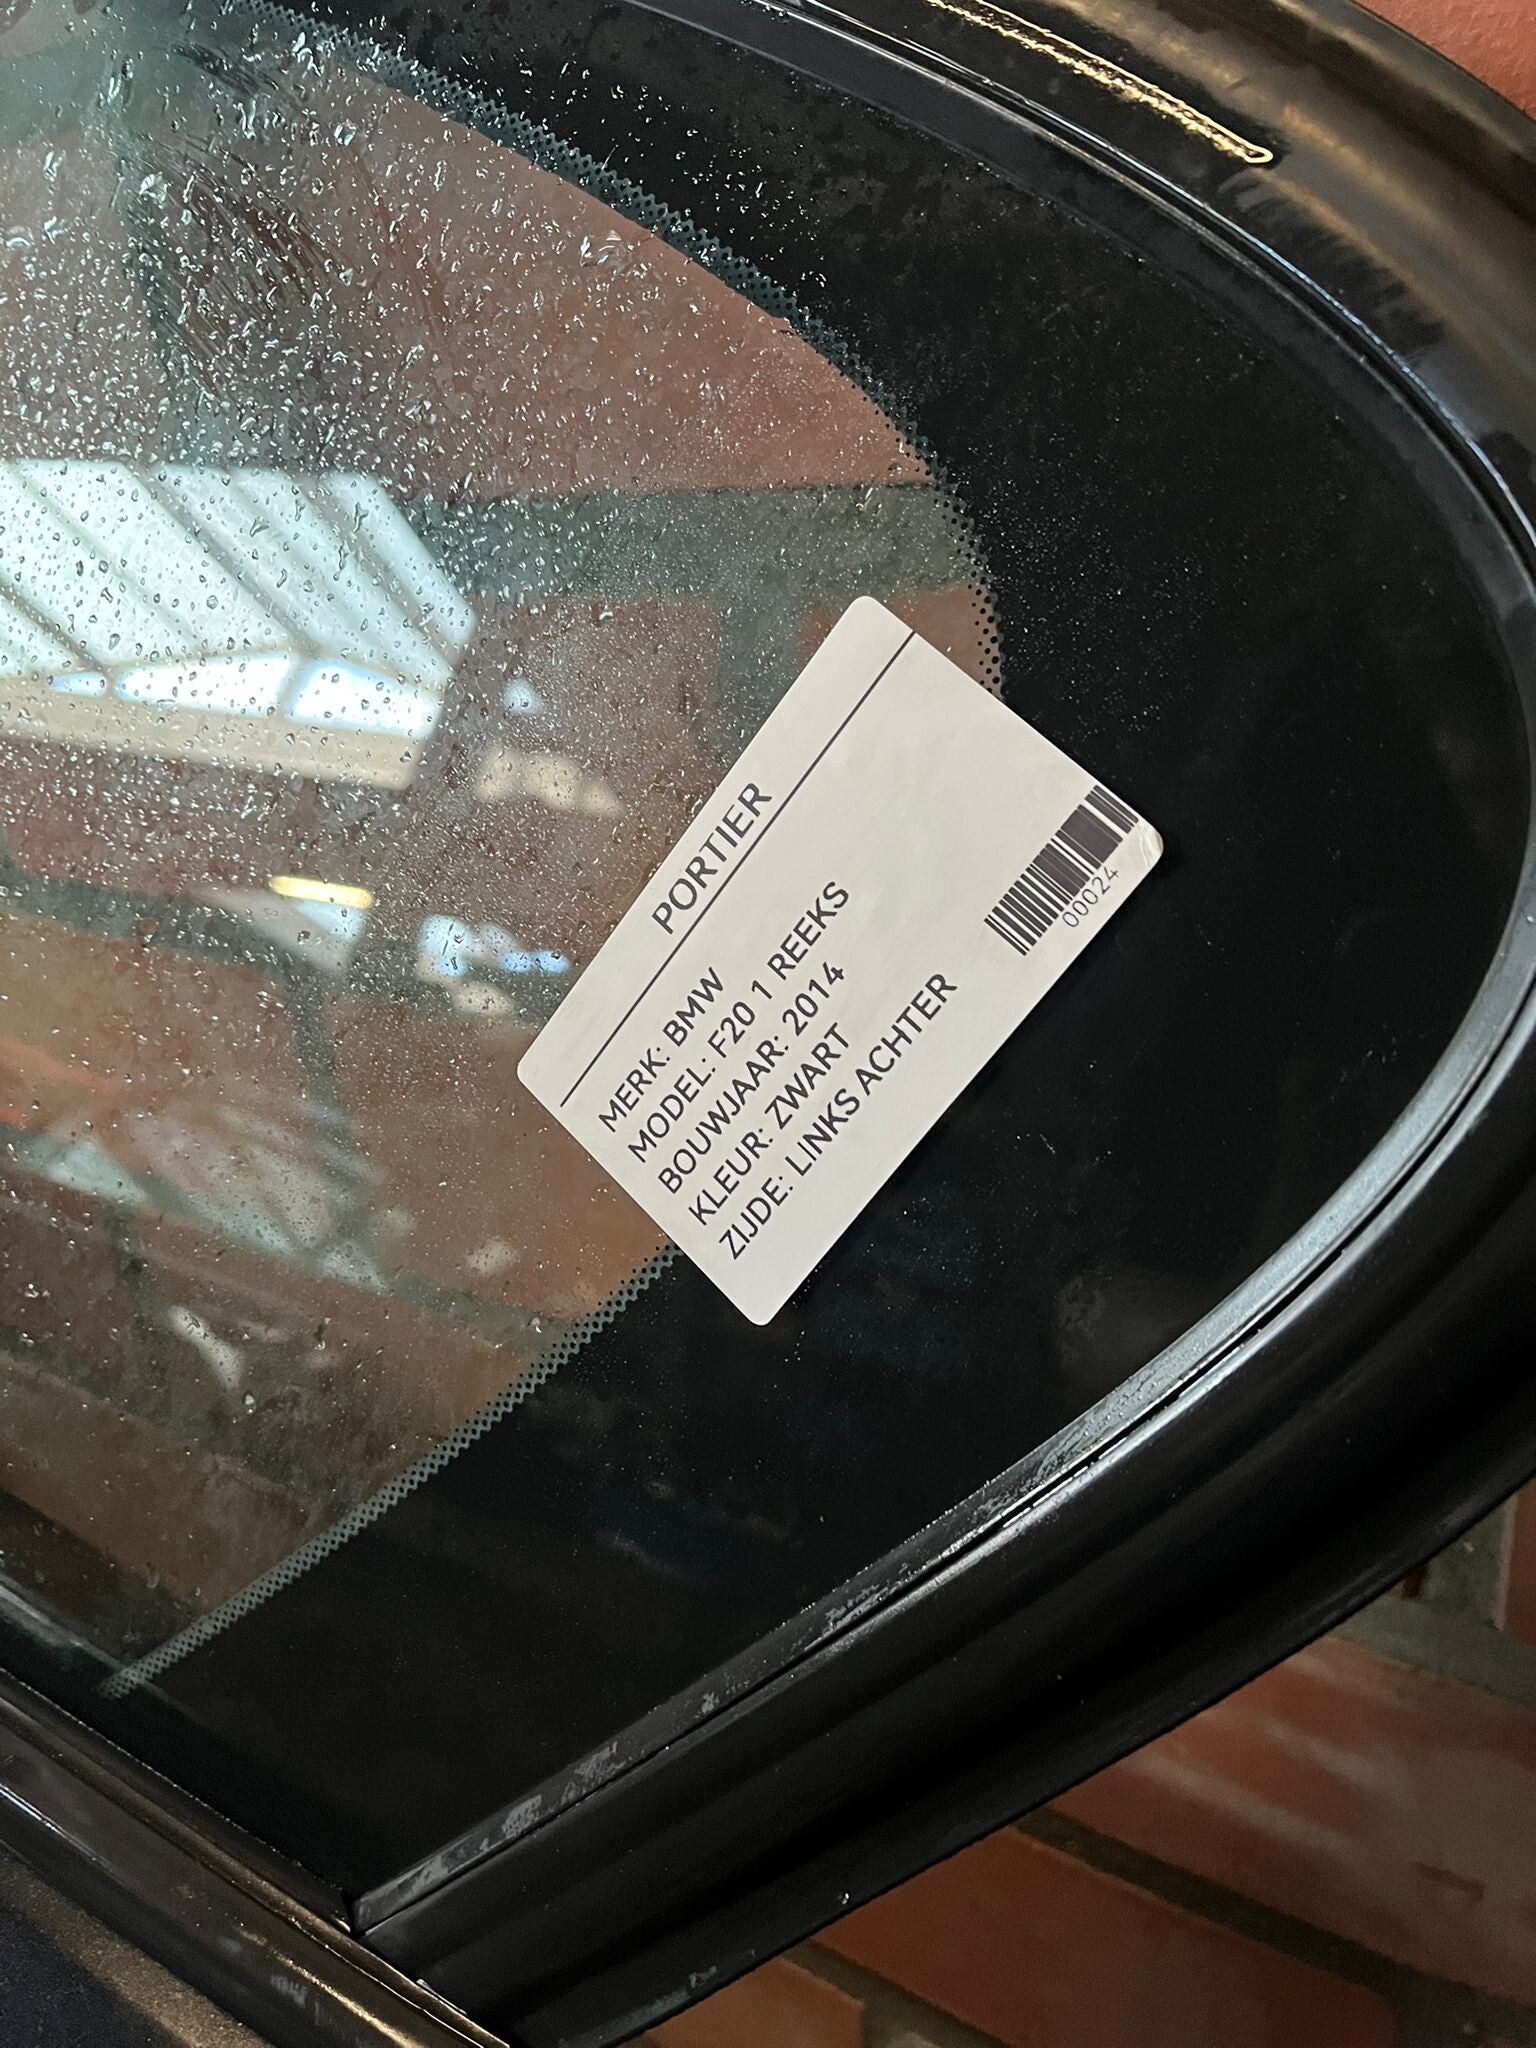 PORTIER
MERK: BMW
MODEL: F20 1 REEKS
BOUWJAAR: 2014
KLEUR: ZWART
ZIJDE: LINKS ACHTER
00024